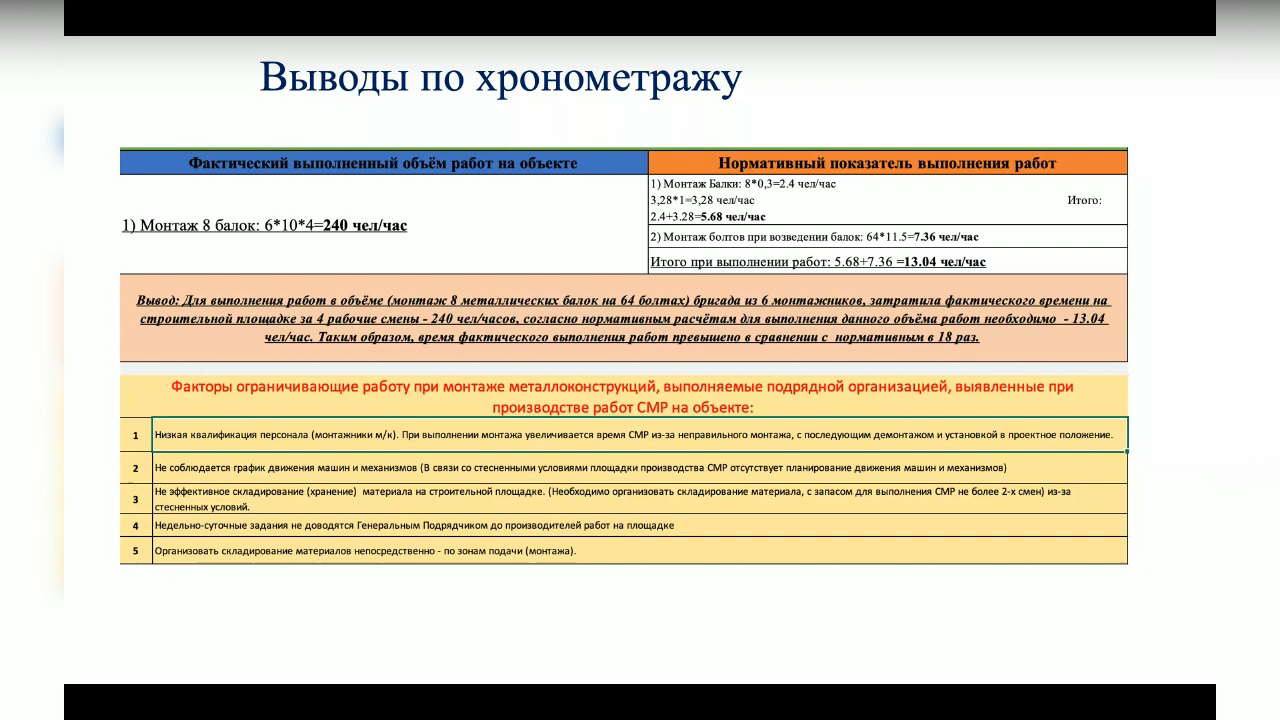 Выводы по хронометражу
Фактический выполненный объём работ на объекте
Нормативный показатель выполнения работ
1) Монтаж 8 балок: 6*10*4=240 чел/час
1) Монтаж Балки: 8*0,3=2.4 чел/час
3,28*1=3,28 чел/час Итого:
2.4+3.28=5.68 чел/час
2) Монтаж болтов при возведении балок: 64*11.5=7.36 чел/час
Итого при выполнении работ: 5.68+7.36 =13.04 чел/час
Вывод: Для выполнения работ в объёме (монтаж 8 металлических балок на 64 болтах) бригада из 6 монтажников, затратила фактического времени на
строительной площадке за 4 рабочие смены - 240 чел/часов, согласно нормативным расчётам для выполнения данного объёма работ необходимо - 13.04
чел/час. Таким образом, время фактического выполнения работ превышено в сравнении с нормативным в 18 раз.
Факторы ограничивающие работу при монтаже металлоконструкций, выполняемые подрядной организацией, выявленные при
производстве работ СМР на объекте:
1 Низкая квалификация персонала (монтажники м/к). При выполнении монтажа увеличивается время СМР из-за неправильного монтажа, с последующим демонтажом и установкой в проектное положение.
2 Не соблюдается график движения машин и механизмов (В связи со стесненными условиями площадки производства СМР отсутствует планирование движения машин и механизмов)
3 Не эффективное складирование (хранение) материала на строительной площадке. (Необходимо организовать складирование материала, с запасом для выполнения СМР не более 2-х смен) из-за
стесненных условий.
4 Недельно-суточные задания не доводятся Генеральным Подрядчиком до производителей работ на площадке
5 Организовать складирование материалов непосредственно - по зонам подачи (монтажа).